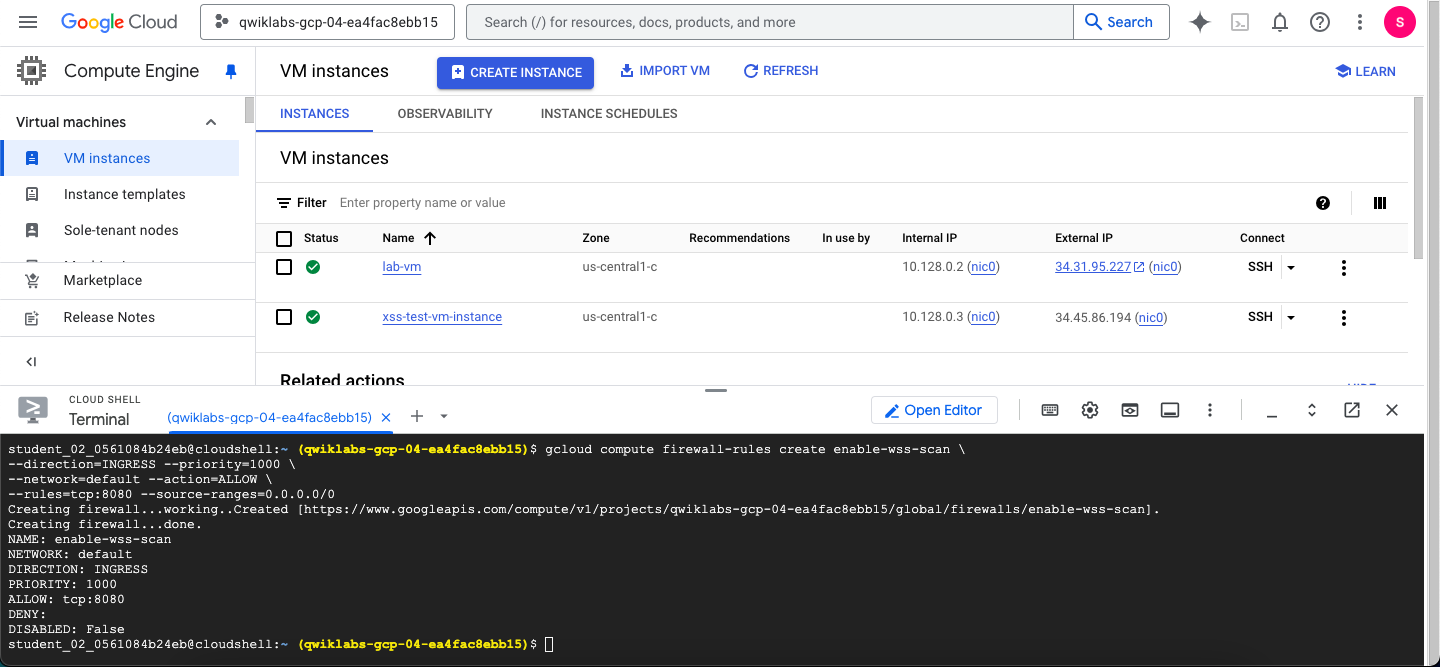 Google Cloud
qwiklabs-gcp-04-ea4fac8ebb15
Search (/) for resources, docs, products, and more
Search
S
Compute Engine
VM instances
CREATE INSTANCE
IMPORT VM
REFRESH
LEARN
Virtual machines
VM instances
Instance templates
Sole-tenant nodes
Marketplace
Release Notes
INSTANCES
OBSERVABILITY
INSTANCE SCHEDULES
VM instances
Filter Enter property name or value
Status Name Zone Recommendations In use by Internal IP External IP Connect
lab-vm us-central1-c 10.128.0.2 (nic0) 34.31.95.227 (nic0) SSH
xss-test-vm-instance us-central1-c 10.128.0.3 (nic0) 34.45.86.194 (nic0) SSH
Related actions
CLOUD SHELL
Terminal
(qwiklabs-gcp-04-ea4fac8ebb15)
Open Editor
student_02_0561084b24eb@cloudshell:~ (qwiklabs-gcp-04-ea4fac8ebb15)$ gcloud compute firewall-rules create enable-wss-scan \
--direction=INGRESS --priority=1000 \
--network=default --action=ALLOW \
--rules=tcp:8080 --source-ranges=0.0.0.0/0
Creating firewall...working..Created [https://www.googleapis.com/compute/v1/projects/qwiklabs-gcp-04-ea4fac8ebb15/global/firewalls/enable-wss-scan].
Creating firewall...done.
NAME: enable-wss-scan
NETWORK: default
DIRECTION: INGRESS
PRIORITY: 1000
ALLOW: tcp:8080
DENY:
DISABLED: False
student_02_0561084b24eb@cloudshell:~ (qwiklabs-gcp-04-ea4fac8ebb15)$